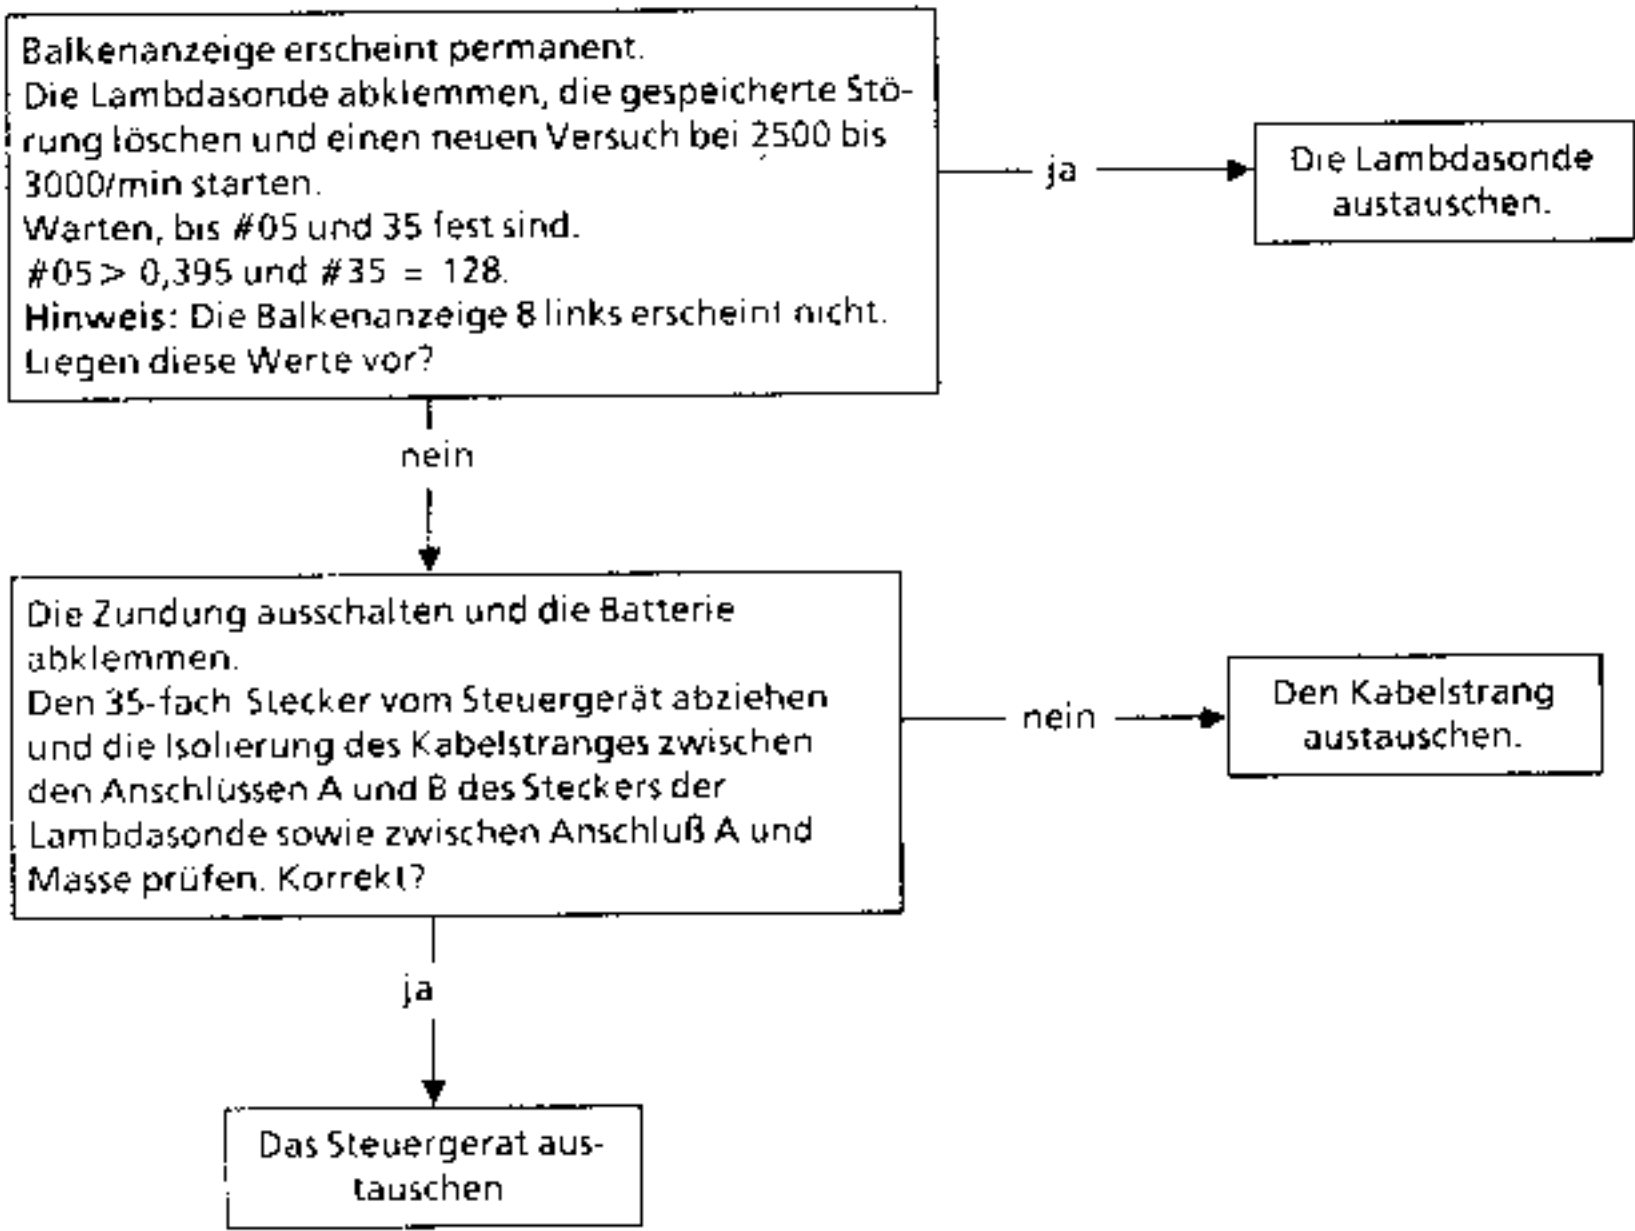 Balkenanzeige erscheint permanent.
Die Lambdasonde abklemmen, die gespeicherte Stö-
rung löschen und einen neuen Versuch bei 2500 bis
3000/min starten.
Warten, bis #05 und 35 fest sind.
#05 > 0,395 und #35 = 128.
Hinweis: Die Balkenanzeige 8 links erscheint nicht.
Liegen diese Werte vor?
ja
Die Lambdasonde
austauschen.
nein
Die Zundung ausschalten und die Batterie
abklemmen.
Den 35-fach Stecker vom Steuergerät abziehen
und die Isolierung des Kabelstranges zwischen
den Anschlüssen A und B des Steckers der
Lambdasonde sowie zwischen Anschluß A und
Masse prüfen. Korrekt?
nein
Den Kabelstrang
austauschen.
ja
Das Steuergerat aus-
tauschen